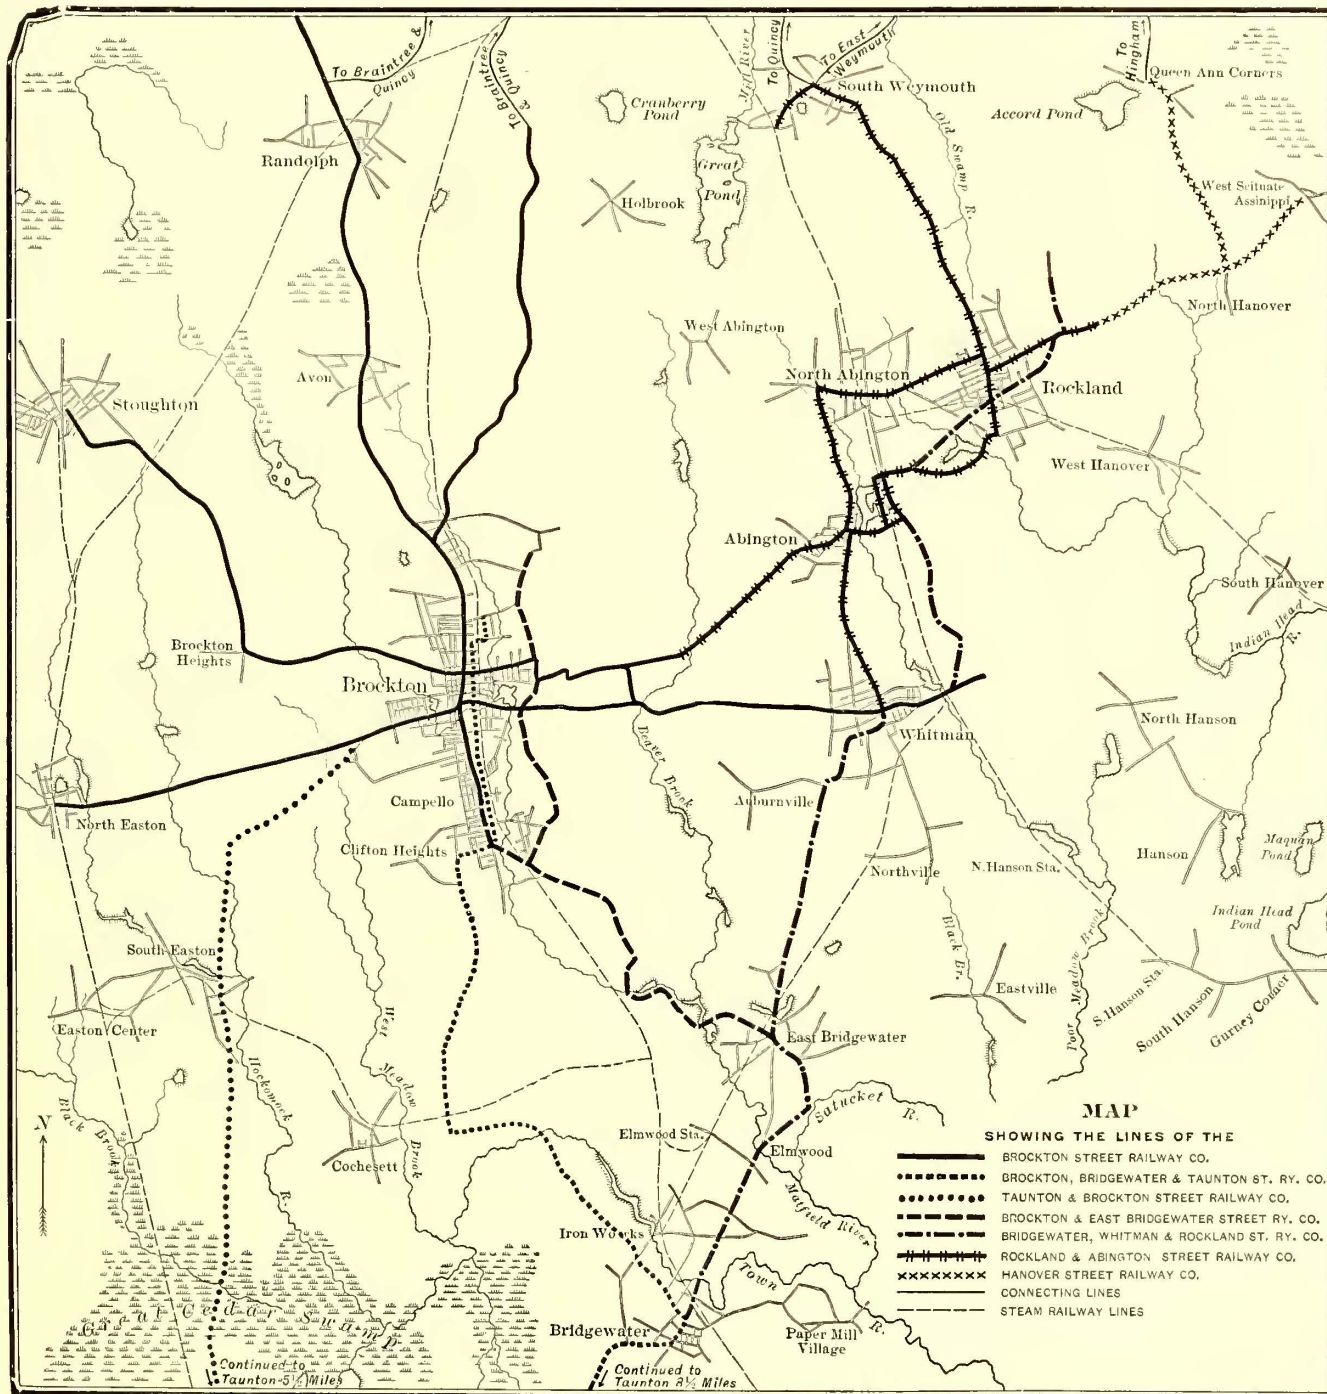 To Braintree &
Quincy
To Braintree
& Quincy
Mill River
To Quincy
To East
Weymouth
South Weymouth
To
Hingham
Queen Ann Corners
Cranberry
Pond
Accord Pond
Old Swamp R.
Randolph
Great
Pond
Holbrook
West Scituate
Assinippi
North Hanover
West Abington
Avon
North Abington
Rockland
Stoughton
West Hanover
Abington
South Hanover
Indian Head
R.
Brockton
Heights
Brockton
North Hanson
Whitman
Beaver Brook
Campello
Auburnville
North Easton
Clifton Heights
Northville
N. Hanson Sta.
Hanson
Maquan
Pond
Indian Head
Pond
South Easton
Black Br.
Poor Meadow Brook
Eastville
S. Hanson Sta.
South Hanson
Gurney Corner
Easton Center
West Meadow Brook
East Bridgewater
Hockomock R.
N
Black Brook
Satucket
R.
Cochesett
Elmwood Sta.
Elmwood
Matfield River
Iron Works
Town R.
Great Cedar Swamp
Bridgewater
Paper Mill
Village
Continued to
Taunton 5½ Miles
Continued to
Taunton 8½ Miles
MAP
SHOWING THE LINES OF THE
BROCKTON STREET RAILWAY CO.
BROCKTON, BRIDGEWATER & TAUNTON ST. RY. CO.
TAUNTON & BROCKTON STREET RAILWAY CO.
BROCKTON & EAST BRIDGEWATER STREET RY. CO.
BRIDGEWATER, WHITMAN & ROCKLAND ST. RY. CO.
ROCKLAND & ABINGTON STREET RAILWAY CO.
HANOVER STREET RAILWAY CO.
CONNECTING LINES
STEAM RAILWAY LINES